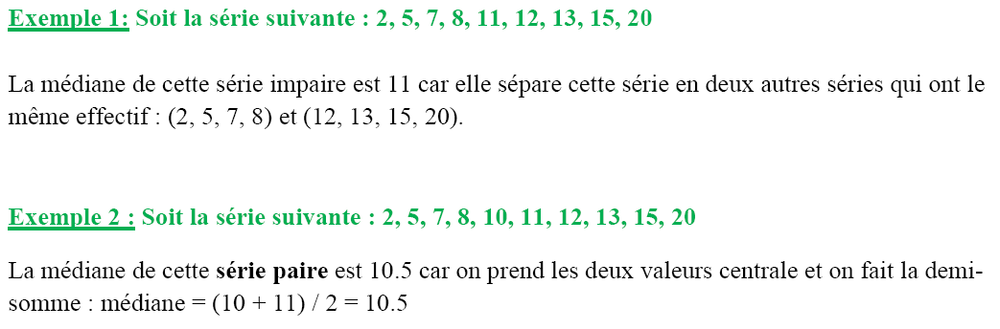 Exemple 1: Soit la série suivante : 2, 5, 7, 8, 11, 12, 13, 15, 20
La médiane de cette série impaire est 11 car elle sépare cette série en deux autres séries qui ont le
même effectif : (2, 5, 7, 8) et (12, 13, 15, 20).
Exemple 2 : Soit la série suivante : 2, 5, 7, 8, 10, 11, 12, 13, 15, 20
La médiane de cette série paire est 10.5 car on prend les deux valeurs centrale et on fait la demi-
somme : médiane = (10 + 11) / 2 = 10.5